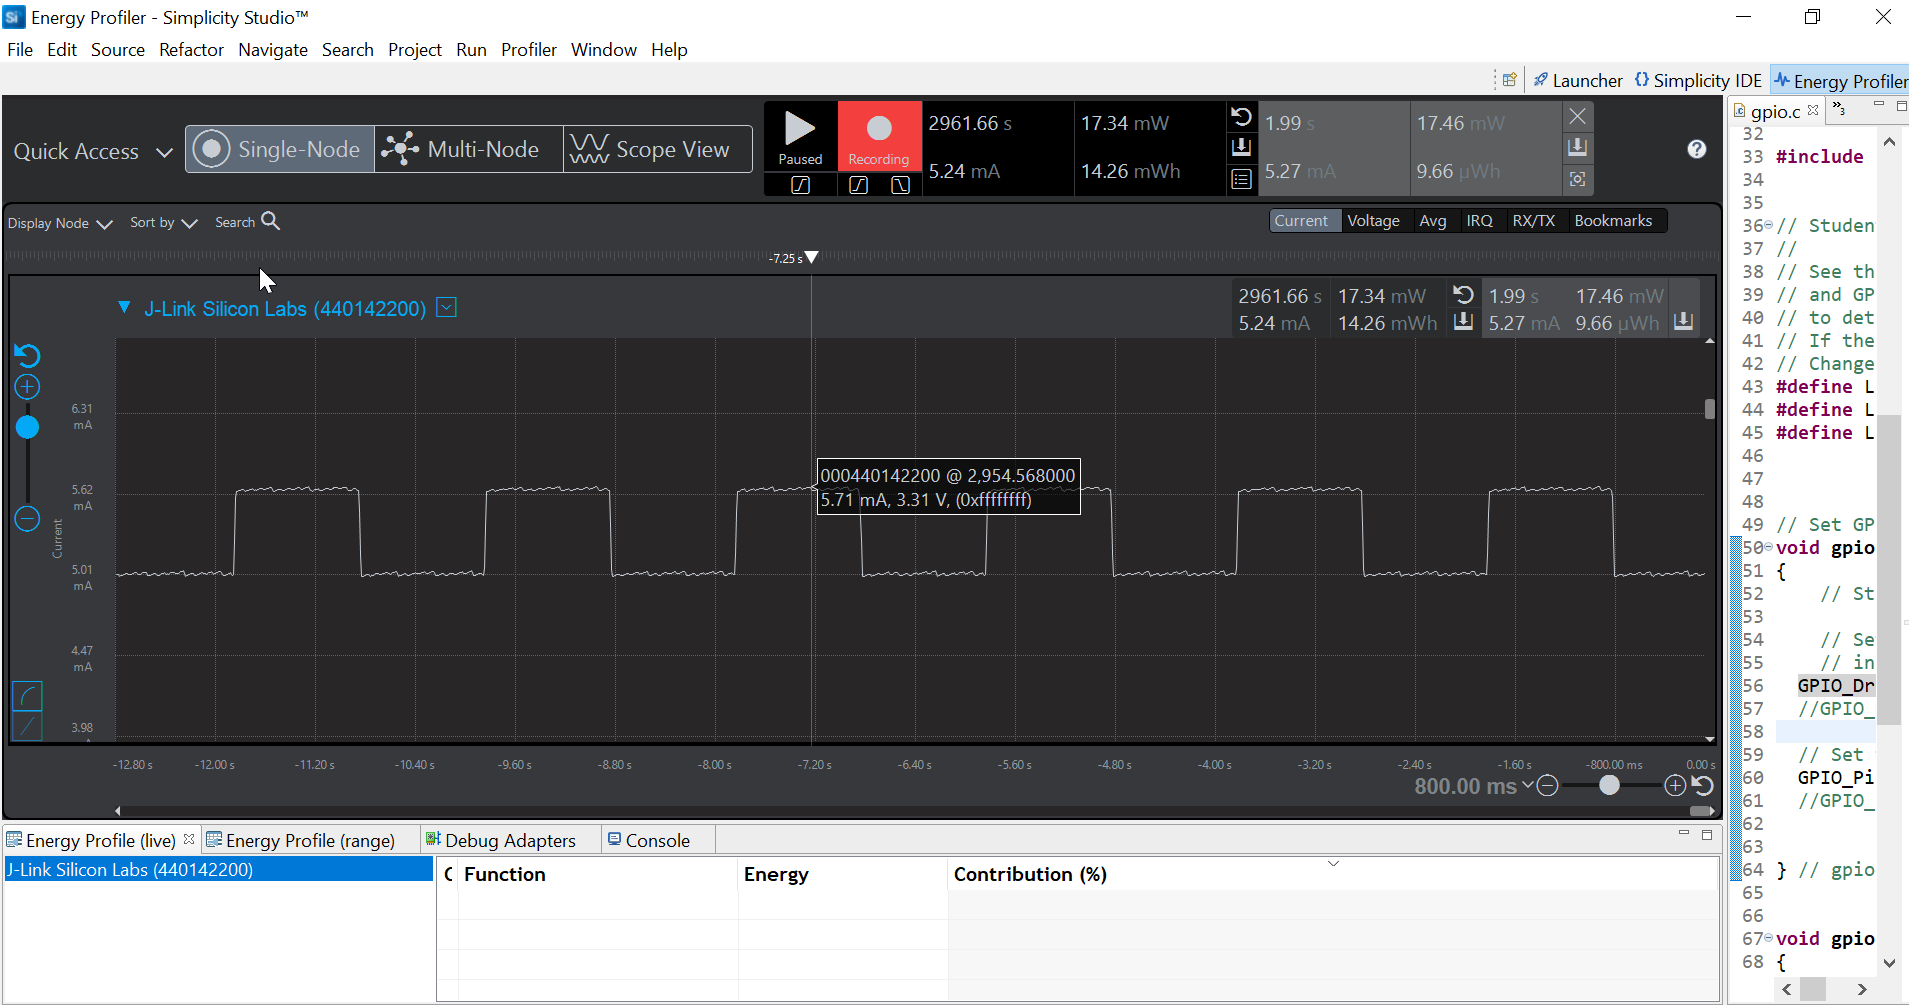 Energy Profiler - Simplicity Studio™
File Edit Source Refactor Navigate Search Project Run Profiler Window Help
Launcher {} Simplicity IDE Energy Profiler
Quick Access Single-Node Multi-Node Scope View
Paused Recording
2961.66 s 17.34 mW
5.24 mA 14.26 mWh
1.99 s 17.46 mW
5.27 mA 9.66 µWh
Display Node Sort by Search
Current Voltage Avg IRQ RX/TX Bookmarks
-7.25 s
J-Link Silicon Labs (440142200)
2961.66 s 17.34 mW 1.99 s 17.46 mW
5.24 mA 14.26 mWh 5.27 mA 9.66 µWh
6.31
mA
5.62
mA
5.01
mA
4.47
mA
3.98
Current
000440142200 @ 2,954.568000
5.71 mA, 3.31 V, (0xffffffff)
-12.80 s -12.00 s -11.20 s -10.40 s -9.60 s -8.80 s -8.00 s -7.20 s -6.40 s -5.60 s -4.80 s -4.00 s -3.20 s -2.40 s -1.60 s -800.00 ms 0.00 s
800.00 ms
Energy Profile (live) Energy Profile (range) Debug Adapters Console
J-Link Silicon Labs (440142200)
Function Energy Contribution (%)
gpio.c »3
32
33 #include
34
35
36 // Studen
37 //
38 // See th
39 // and GP
40 // to det
41 // If the
42 // Change
43 #define L
44 #define L
45 #define L
46
47
48
49 // Set GP
50 void gpio
51 {
52 // St
53
54 // Se
55 // in
56 GPIO_Dr
57 //GPIO_
58
59 // Set
60 GPIO_Pi
61 //GPIO_
62
63
64 } // gpio
65
66
67 void gpio
68 {